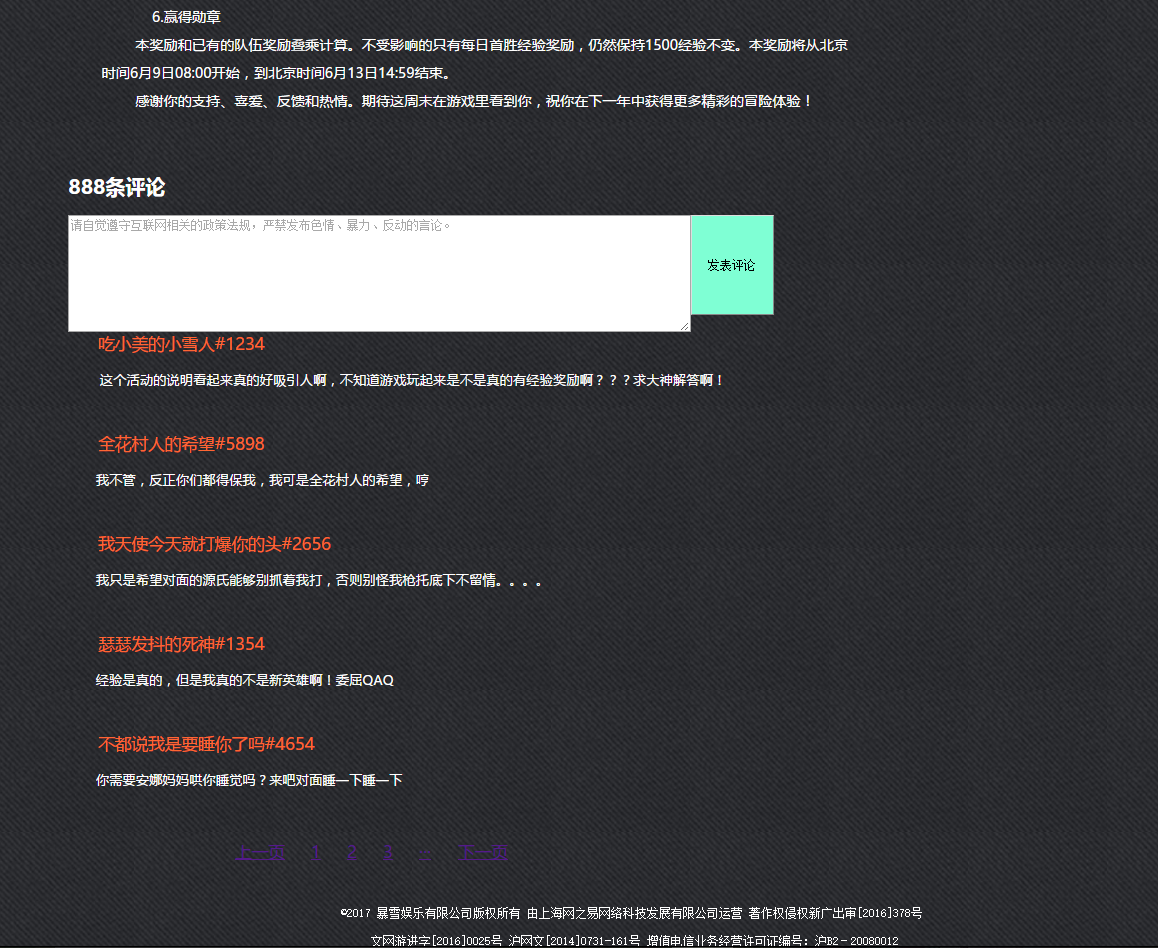 6.赢得勋章
本奖励和已有的队伍奖励叠乘计算。不受影响的只有每日首胜经验奖励，仍然保持1500经验不变。本奖励将从北京
时间6月9日08:00开始，到北京时间6月13日14:59结束。
感谢你的支持、喜爱、反馈和热情。期待这周末在游戏里看到你，祝你在下一年中获得更多精彩的冒险体验！
888条评论
请自觉遵守互联网相关的政策法规，严禁发布色情、暴力、反动的言论。
发表评论
吃小美的小雪人#1234
这个活动的说明看起来真的好吸引人啊，不知道游戏玩起来是不是真的有经验奖励啊？？？求大神解答啊！
全花村人的希望#5898
我不管，反正你们都得保我，我可是全花村人的希望，哼
我天使今天就打爆你的头#2656
我只是希望对面的源氏能够别抓着我打，否则别怪我枪托底下不留情。。。。
瑟瑟发抖的死神#1354
经验是真的，但是我真的不是新英雄啊！委屈QAQ
不都说我是要睡你了吗#4654
你需要安娜妈妈哄你睡觉吗？来吧对面睡一下睡一下
上一页 1 2 3 下一页
©2017 暴雪娱乐有限公司版权所有 由上海网之易网络科技发展有限公司运营 著作权侵权新广出审[2016]378号
文网游进字[2016]0025号 沪网文[2014]0731-161号 增值电信业务经营许可证编号：沪B2－20080012